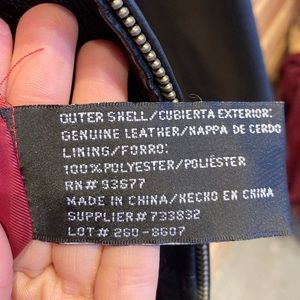 OUTER SHELL/CUBIERTA EXTERIOR:
GENUINE LEATHER/NAPPA DE CERDO
LINING/FORRO:
100% POLYESTER/POLIÉSTER
RN# 93677
MADE IN CHINA/HECHO EN CHINA
SUPPLIER# 733832
LOT# 260-8607